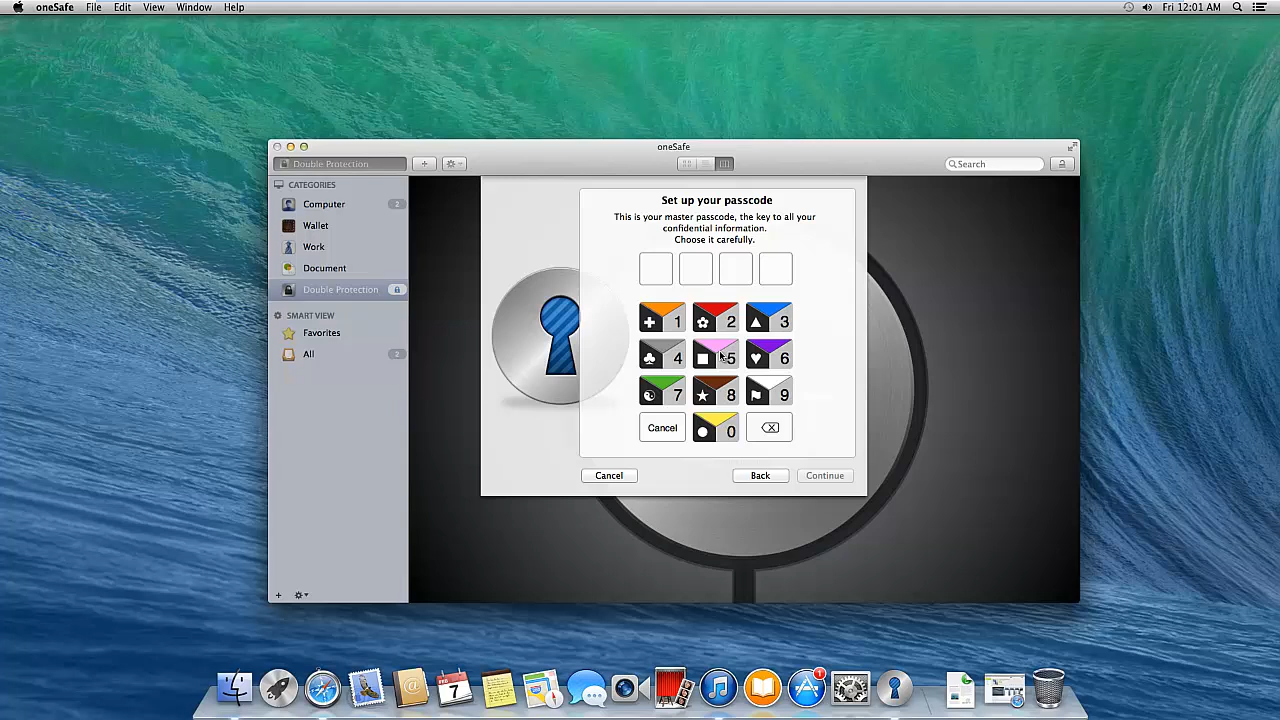 oneSafe File Edit View Window Help
Fri 12:01 AM
oneSafe
Double Protection
Search
CATEGORIES
Computer 2
Wallet
Work
Document
Double Protection
SMART VIEW
Favorites
All 2
Set up your passcode
This is your master passcode, the key to all your
confidential information.
Choose it carefully.
1 2 3
4 5 6
7 8 9
Cancel 0
Cancel Back Continue
7
1